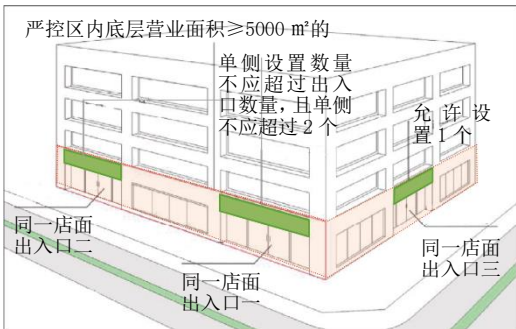 严控区内底层营业面积≥5000 ㎡的
单侧设置数量
不应超过出入
口数量，且单侧
不应超过 2 个
允许设
置 1 个
同一店面
出入口二
同一店面
出入口一
同一店面
出入口三